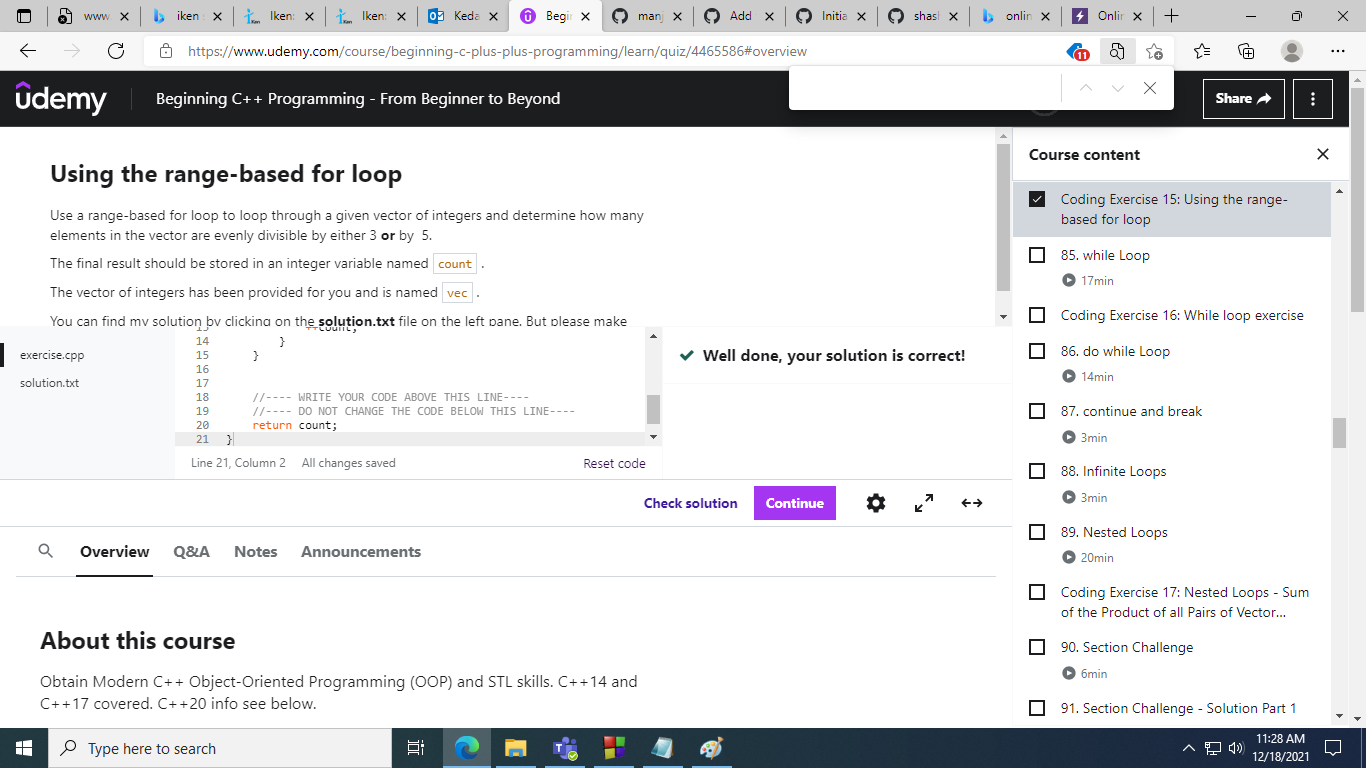 www
iken
Iken:
Iken:
Keda
Begin
manj
Add
Initia
shasl
onlin
Onlin
https://www.udemy.com/course/beginning-c-plus-plus-programming/learn/quiz/4465586#overview
11
udemy
Beginning C++ Programming - From Beginner to Beyond
Share
Using the range-based for loop
Use a range-based for loop to loop through a given vector of integers and determine how many
elements in the vector are evenly divisible by either 3 or by 5.
The final result should be stored in an integer variable named count .
The vector of integers has been provided for you and is named vec .
You can find my solution by clicking on the solution.txt file on the left pane. But please make
exercise.cpp
solution.txt
13 ++count;
14 }
15 }
16
17
18 //---- WRITE YOUR CODE ABOVE THIS LINE----
19 //---- DO NOT CHANGE THE CODE BELOW THIS LINE----
20 return count;
21 }
Line 21, Column 2 All changes saved
Reset code
Well done, your solution is correct!
Check solution
Continue
Overview
Q&A
Notes
Announcements
About this course
Obtain Modern C++ Object-Oriented Programming (OOP) and STL skills. C++14 and
C++17 covered. C++20 info see below.
Course content
Coding Exercise 15: Using the range-
based for loop
85. while Loop
17min
Coding Exercise 16: While loop exercise
86. do while Loop
14min
87. continue and break
3min
88. Infinite Loops
3min
89. Nested Loops
20min
Coding Exercise 17: Nested Loops - Sum
of the Product of all Pairs of Vector...
90. Section Challenge
6min
91. Section Challenge - Solution Part 1
Type here to search
11:28 AM
12/18/2021